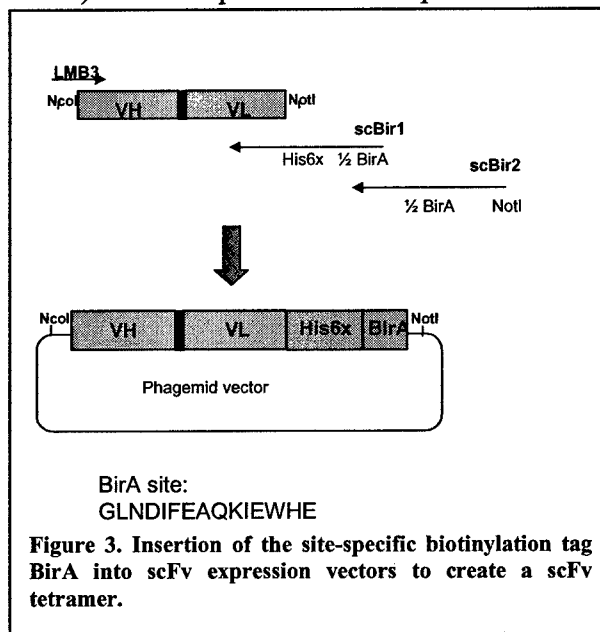 LMB3
NcoI NotI
VH VL
scBir1
His6x ½ BirA
scBir2
½ BirA NotI
NcoI NotI
VH VL His6x BirA
Phagemid vector
BirA site:
GLNDIFEAQKIEWHE
Figure 3. Insertion of the site-specific biotinylation tag
BirA into scFv expression vectors to create a scFv
tetramer.